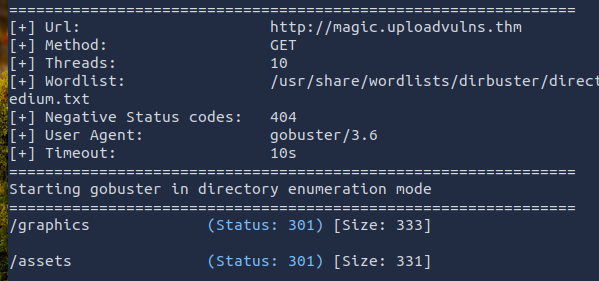 ===============================================================
[+] Url:                     http://magic.uploadvulns.thm
[+] Method:                  GET
[+] Threads:                 10
[+] Wordlist:                /usr/share/wordlists/dirbuster/direct
edium.txt
[+] Negative Status codes:   404
[+] User Agent:              gobuster/3.6
[+] Timeout:                 10s
===============================================================
Starting gobuster in directory enumeration mode
===============================================================
/graphics             (Status: 301) [Size: 333]
/assets               (Status: 301) [Size: 331]